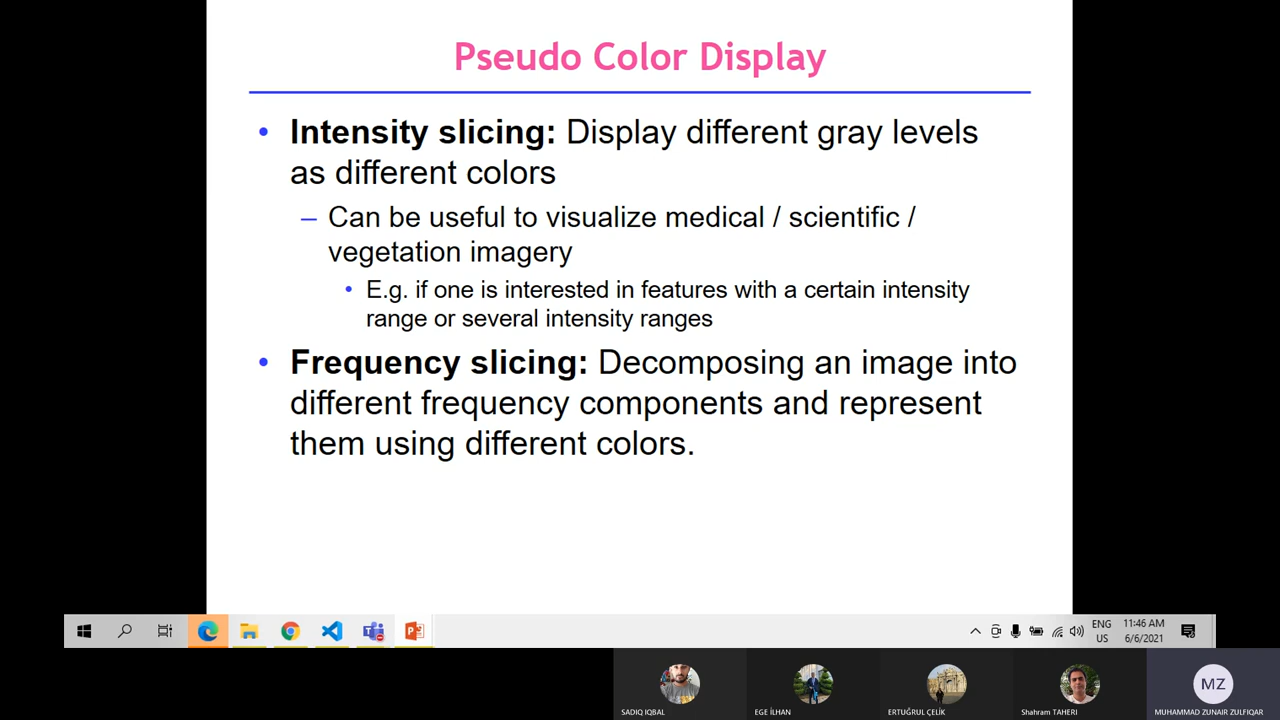 Pseudo Color Display
• Intensity slicing: Display different gray levels
as different colors
– Can be useful to visualize medical / scientific /
vegetation imagery
• E.g. if one is interested in features with a certain intensity
range or several intensity ranges
• Frequency slicing: Decomposing an image into
different frequency components and represent
them using different colors.
ENG
US
11:46 AM
6/6/2021
MZ
SADIQ IQBAL
EGE İLHAN
ERTUĞRUL ÇELİK
Shahram TAHERI
MUHAMMAD ZUNAIR ZULFIQAR